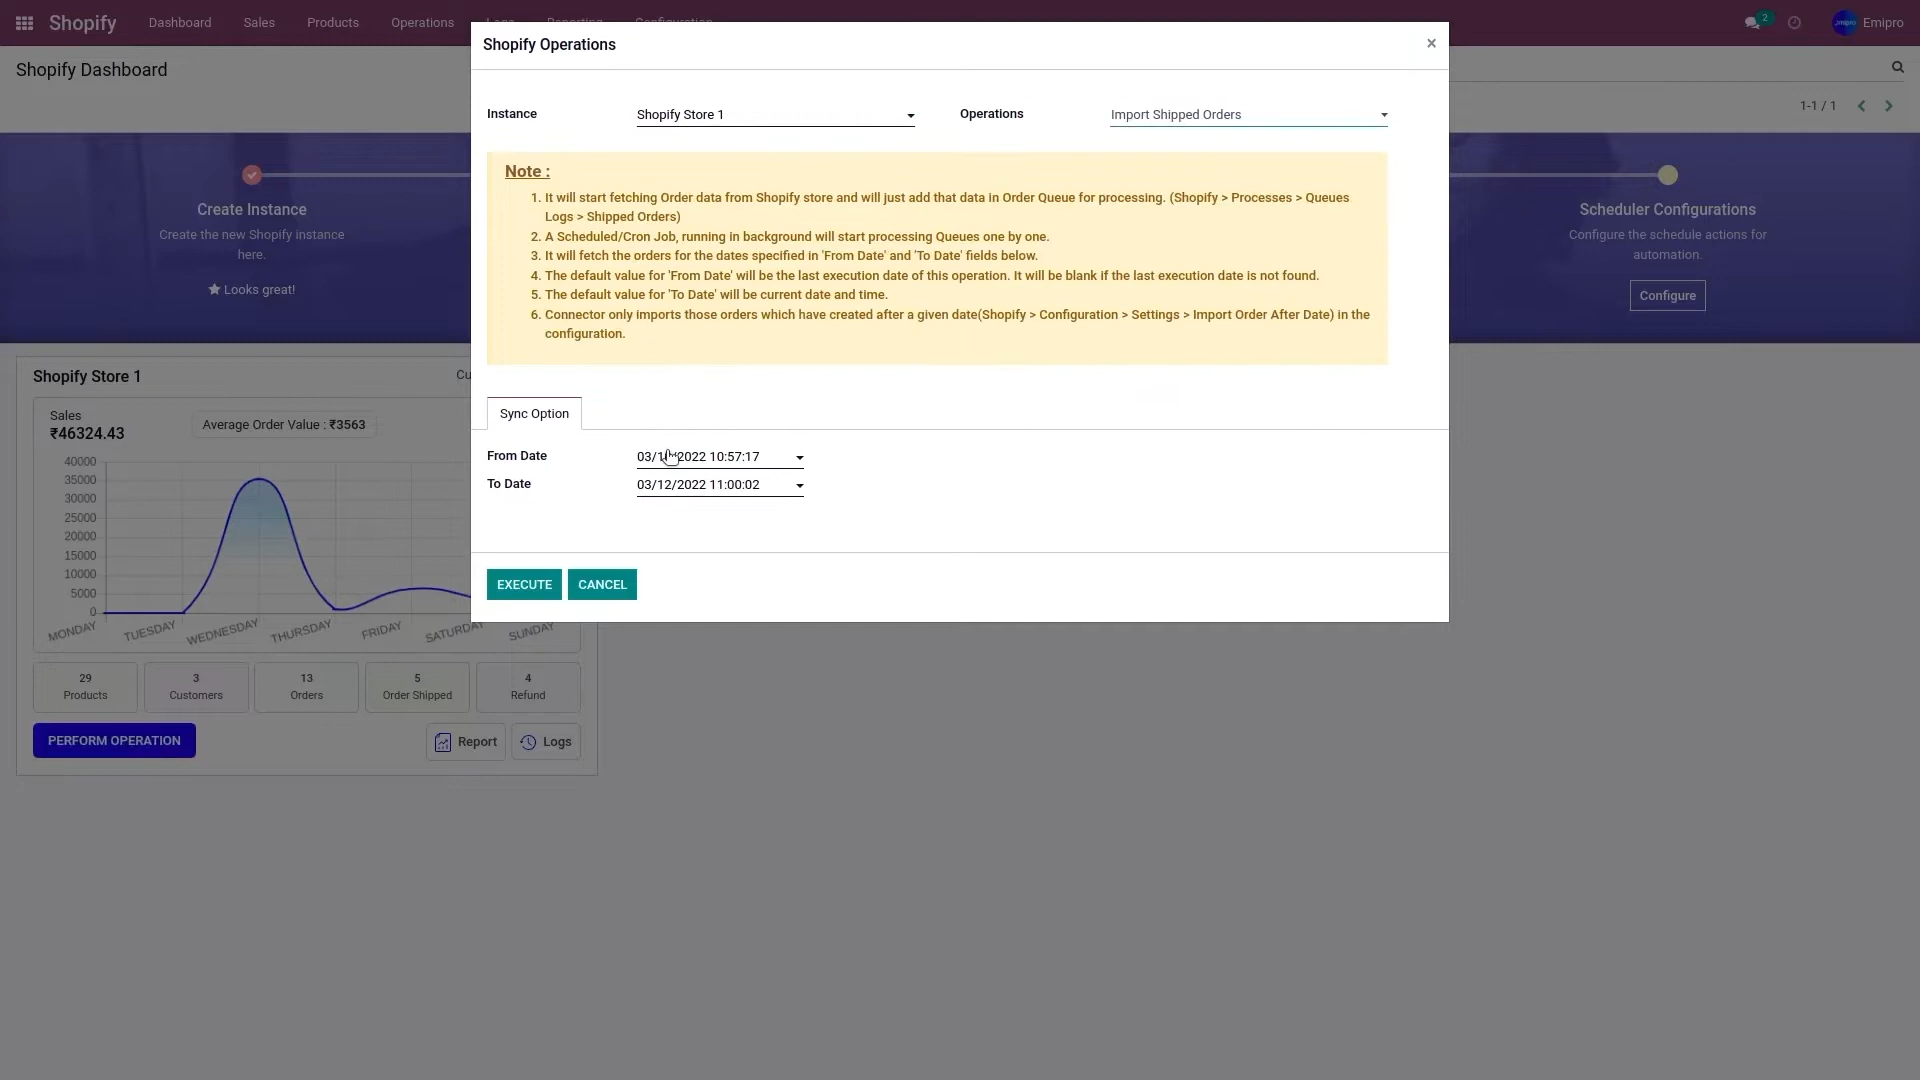 Shopify
Dashboard
Sales
Products
Operations
Logs
Reporting
Configuration
2
Emipro
Shopify Dashboard
1-1 / 1
Shopify Operations
×
Instance
Shopify Store 1
Operations
Import Shipped Orders
Note :
1. It will start fetching Order data from Shopify store and will just add that data in Order Queue for processing. (Shopify > Processes > Queues
Logs > Shipped Orders)
2. A Scheduled/Cron Job, running in background will start processing Queues one by one.
3. It will fetch the orders for the dates specified in 'From Date' and 'To Date' fields below.
4. The default value for 'From Date' will be the last execution date of this operation. It will be blank if the last execution date is not found.
5. The default value for 'To Date' will be current date and time.
6. Connector only imports those orders which have created after a given date(Shopify > Configuration > Settings > Import Order After Date) in the
configuration.
Sync Option
From Date
2022 10:57:17
To Date
03/12/2022 11:00:02
EXECUTE
CANCEL
Create Instance
Create the new Shopify instance
here.
Looks great!
Scheduler Configurations
Configure the schedule actions for
automation.
Configure
Shopify Store 1
Cu
Sales
₹46324.43
Average Order Value : ₹3563
40000
35000
30000
25000
20000
15000
10000
5000
0
MONDAY
TUESDAY
WEDNESDAY
THURSDAY
FRIDAY
SATURDAY
SUNDAY
29
Products
3
Customers
13
Orders
5
Order Shipped
4
Refund
PERFORM OPERATION
Report
Logs